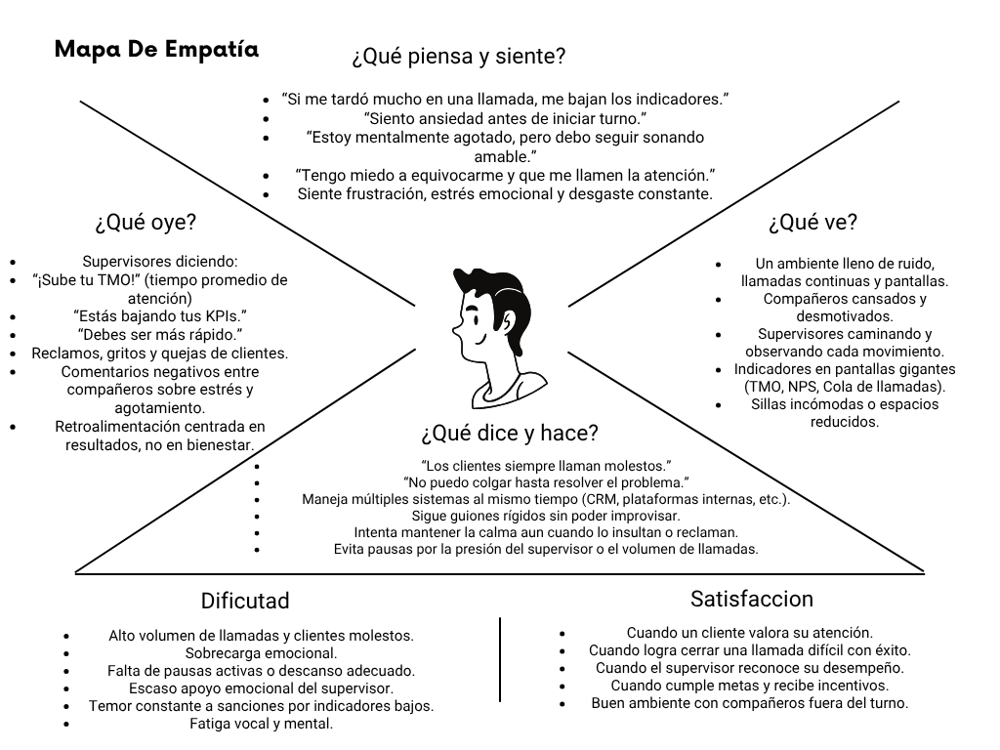 Mapa De Empatía
¿Qué piensa y siente?
• “Si me tardó mucho en una llamada, me bajan los indicadores.”
• “Siento ansiedad antes de iniciar turno.”
• “Estoy mentalmente agotado, pero debo seguir sonando
amable.”
• “Tengo miedo a equivocarme y que me llamen la atención.”
• Siente frustración, estrés emocional y desgaste constante.
¿Qué oye?
• Supervisores diciendo:
• “¡Sube tu TMO!” (tiempo promedio de
atención)
• “Estás bajando tus KPIs.”
• “Debes ser más rápido.”
• Reclamos, gritos y quejas de clientes.
• Comentarios negativos entre
compañeros sobre estrés y
agotamiento.
• Retroalimentación centrada en
resultados, no en bienestar.
¿Qué ve?
• Un ambiente lleno de ruido,
llamadas continuas y pantallas.
• Compañeros cansados y
desmotivados.
• Supervisores caminando y
observando cada movimiento.
• Indicadores en pantallas gigantes
(TMO, NPS, Cola de llamadas).
• Sillas incómodas o espacios
reducidos.
¿Qué dice y hace?
• “Los clientes siempre llaman molestos.”
• “No puedo colgar hasta resolver el problema.”
• Maneja múltiples sistemas al mismo tiempo (CRM, plataformas internas, etc.).
• Sigue guiones rígidos sin poder improvisar.
• Intenta mantener la calma aun cuando lo insultan o reclaman.
• Evita pausas por la presión del supervisor o el volumen de llamadas.
Dificutad
• Alto volumen de llamadas y clientes molestos.
• Sobrecarga emocional.
• Falta de pausas activas o descanso adecuado.
• Escaso apoyo emocional del supervisor.
• Temor constante a sanciones por indicadores bajos.
• Fatiga vocal y mental.
Satisfaccion
• Cuando un cliente valora su atención.
• Cuando logra cerrar una llamada difícil con éxito.
• Cuando el supervisor reconoce su desempeño.
• Cuando cumple metas y recibe incentivos.
• Buen ambiente con compañeros fuera del turno.